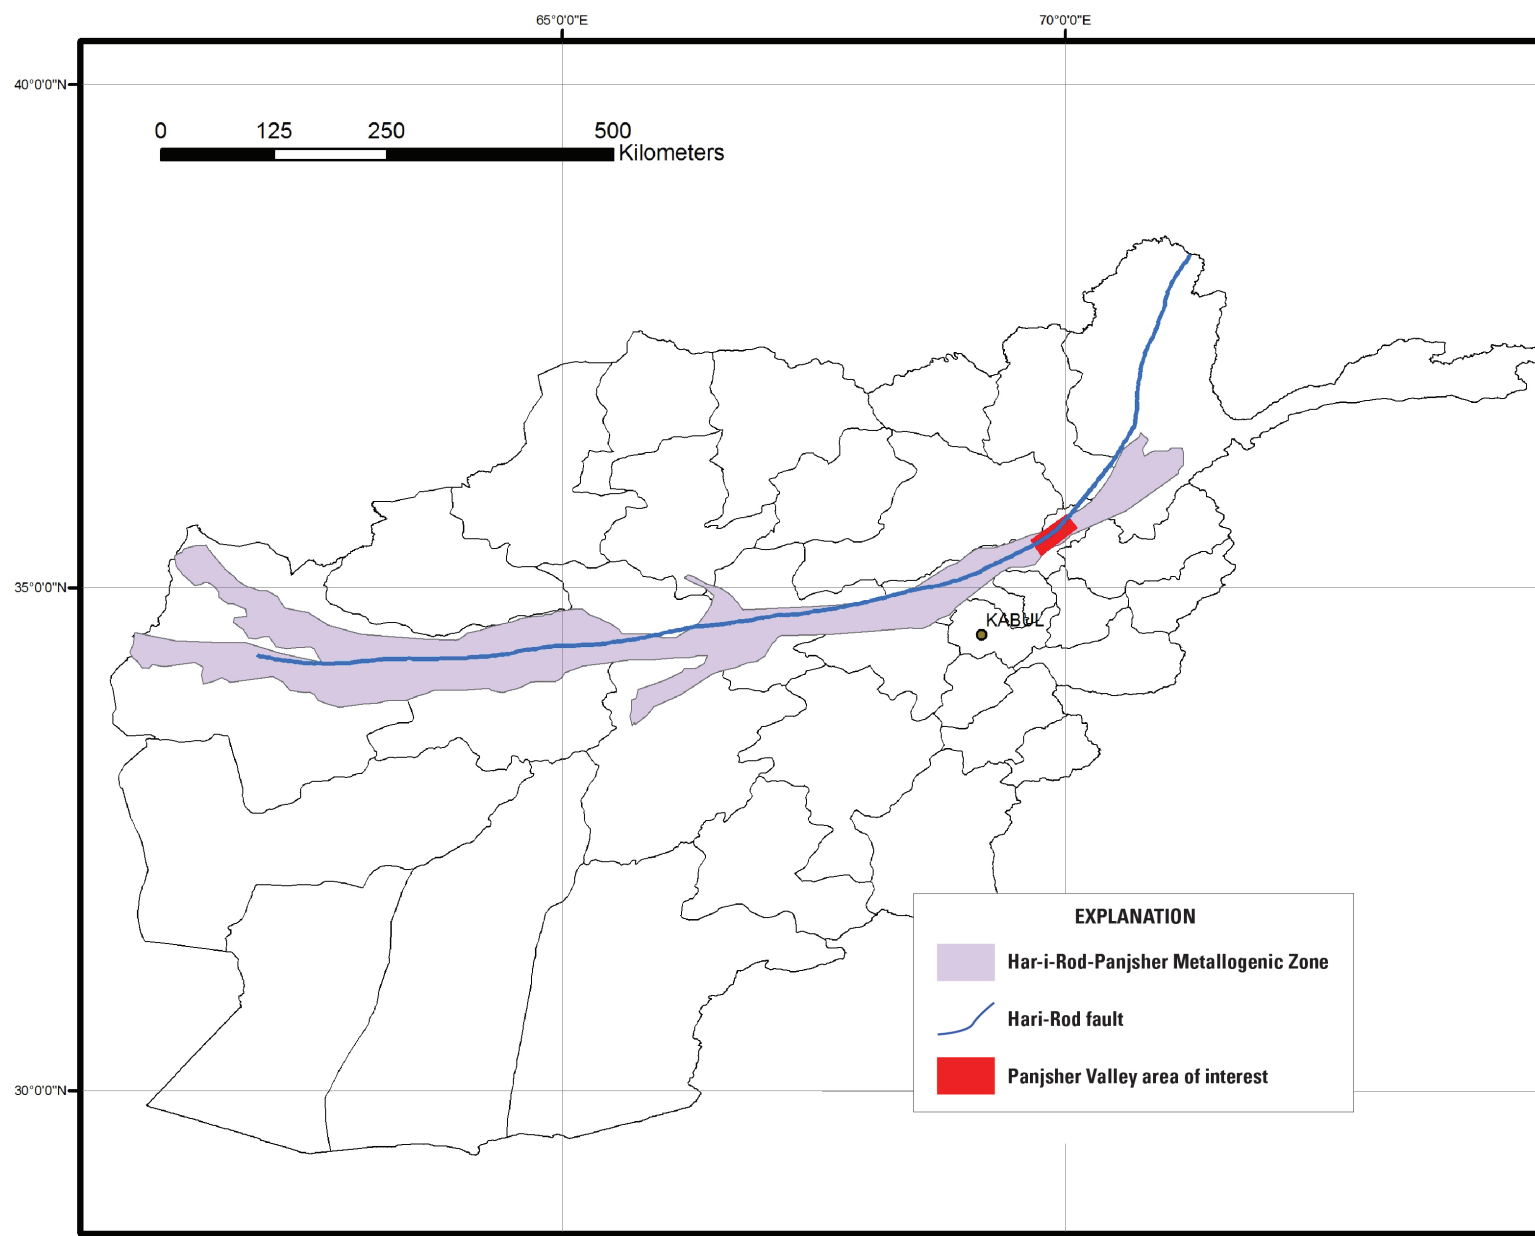 65°0'0"E 70°0'0"E
40°0'0"N
0 125 250 500
Kilometers
35°0'0"N
KABUL
EXPLANATION
Har-i-Rod-Panjsher Metallogenic Zone
Hari-Rod fault
Panjsher Valley area of interest
30°0'0"N